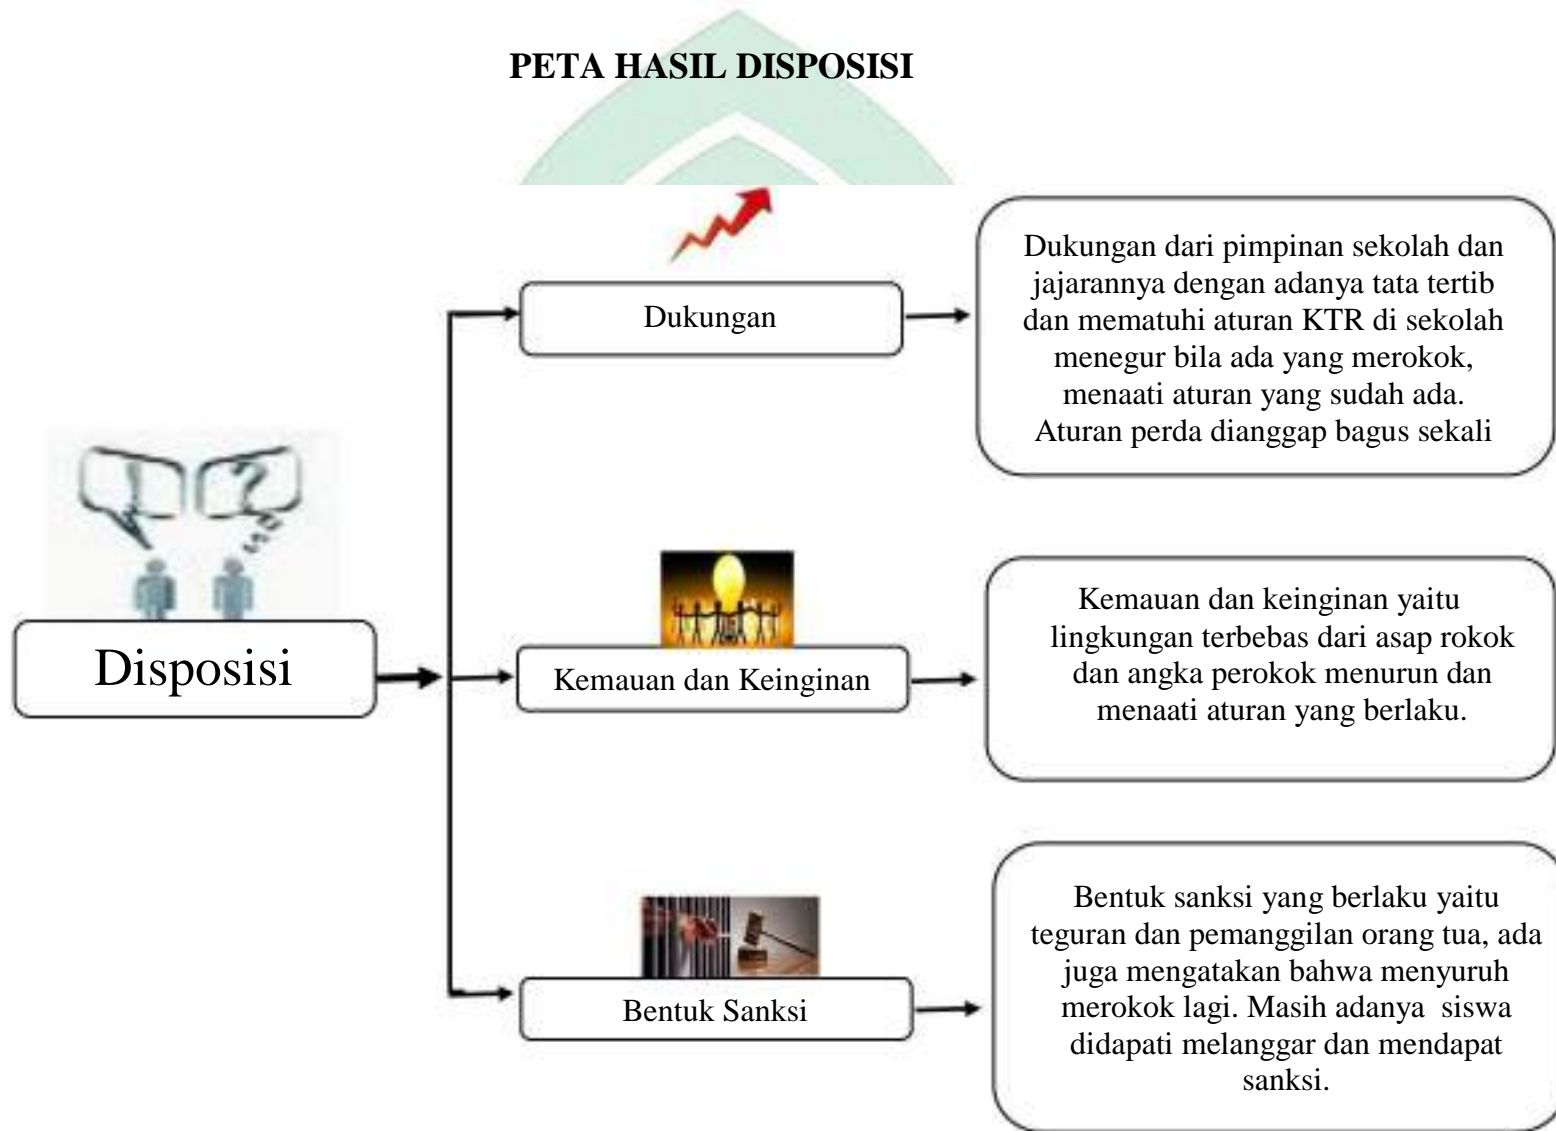 PETA HASIL DISPOSISI
Disposisi
Dukungan
Dukungan dari pimpinan sekolah dan
jajarannya dengan adanya tata tertib
dan mematuhi aturan KTR di sekolah
menegur bila ada yang merokok,
menaati aturan yang sudah ada.
Aturan perda dianggap bagus sekali
Kemauan dan Keinginan
Kemauan dan keinginan yaitu
lingkungan terbebas dari asap rokok
dan angka perokok menurun dan
menaati aturan yang berlaku.
Bentuk Sanksi
Bentuk sanksi yang berlaku yaitu
teguran dan pemanggilan orang tua, ada
juga mengatakan bahwa menyuruh
merokok lagi. Masih adanya  siswa
didapati melanggar dan mendapat
sanksi.